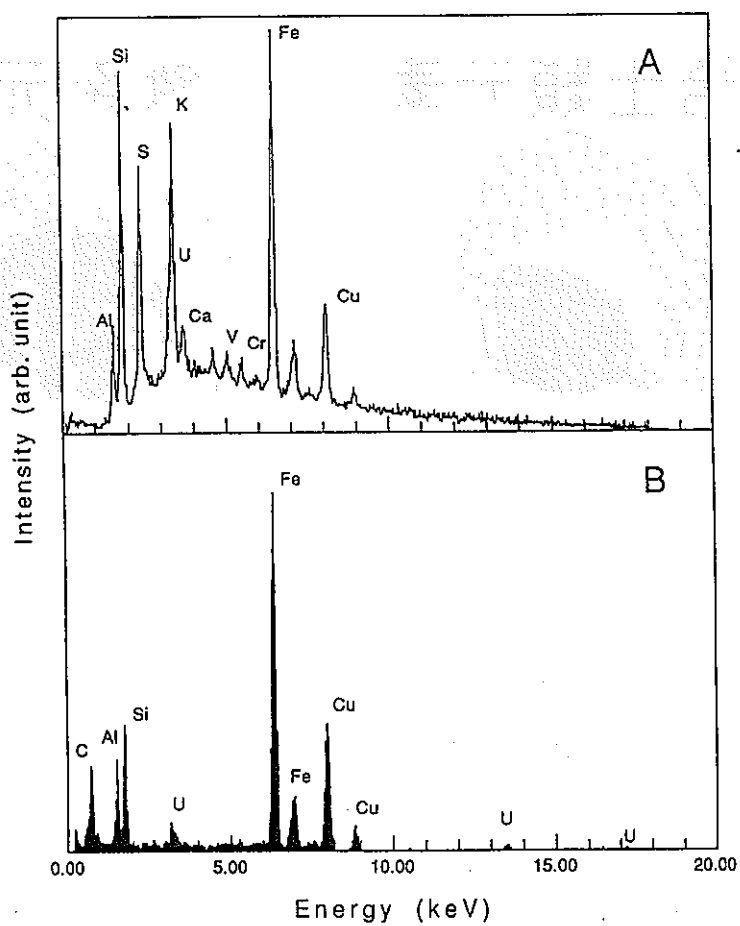 A
Fe
Si
K
S
U
Al
Ca
V
Cr
Cu
B
Fe
Cu
Si
Al
C
U
Fe
Cu
U
U
0.00 5.00 10.00 15.00 20.00
Energy (keV)
Intensity (arb. unit)